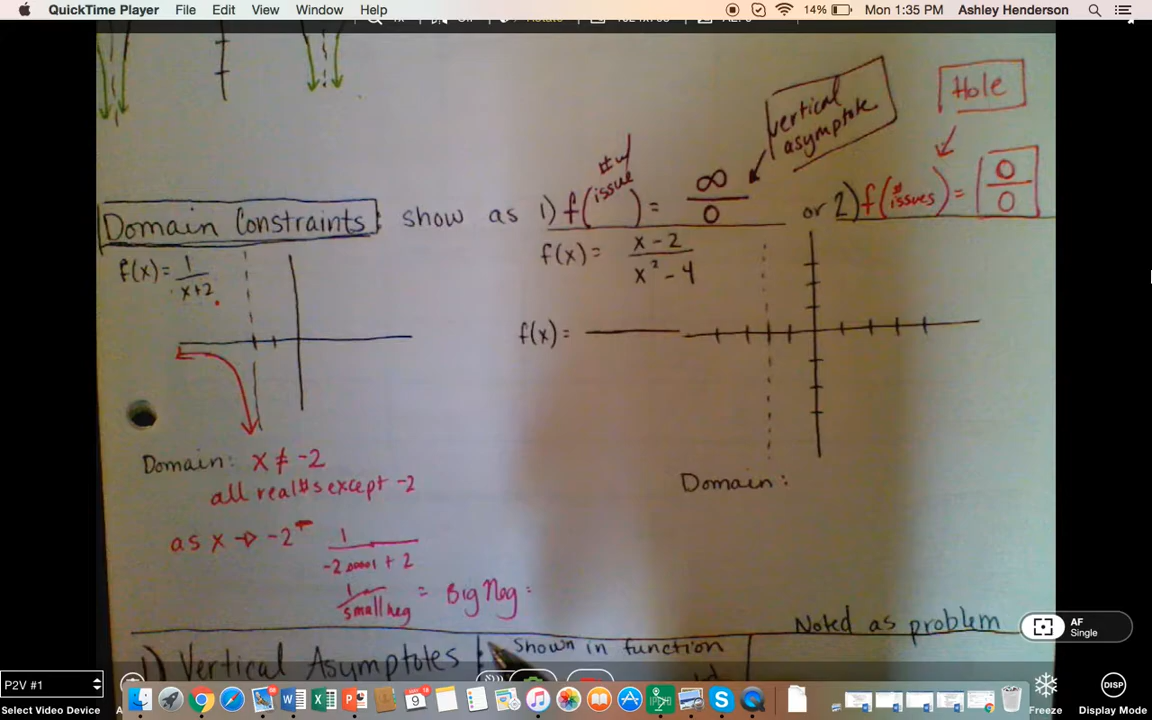 QuickTime Player File Edit View Window Help 14% Mon 1:35 PM Ashley Henderson
Hole
vertical
asymptote
# w/
issue
Domain Constraints: show as 1) f( ) = ∞/0 or 2) f(#issues) = 0/0
f(x) = 1/x+2
f(x) = x-2/x²-4
f(x) =
Domain: x ≠ -2
all real #s except -2
Domain:
as x → -2⁻ 1/-2.00001 + 2
1/small neg = Big Neg
Noted as problem
1) Vertical Asymptotes
Shown in function
AF
Single
P2V #1
Select Video Device
Freeze
Display Mode